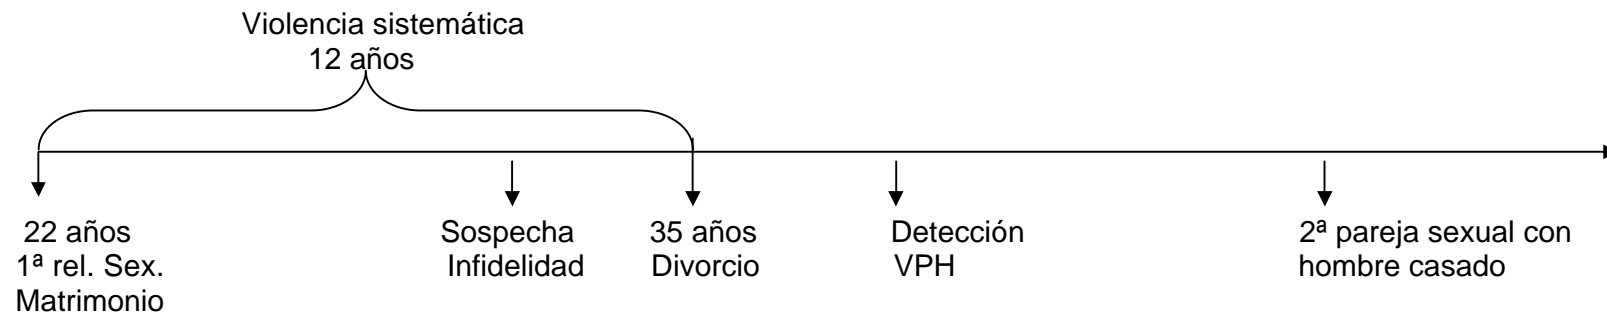 Violencia sistemática
12 años
22 años
1ª rel. Sex.
Matrimonio
Sospecha
Infidelidad
35 años
Divorcio
Detección
VPH
2ª pareja sexual con
hombre casado